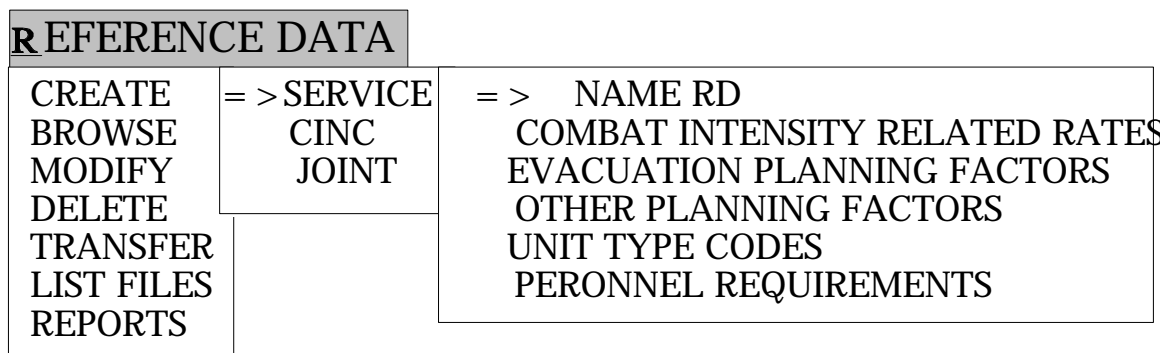 REFERENCE DATA
CREATE => SERVICE => NAME RD
BROWSE CINC COMBAT INTENSITY RELATED RATES
MODIFY JOINT EVACUATION PLANNING FACTORS
DELETE OTHER PLANNING FACTORS
TRANSFER UNIT TYPE CODES
LIST FILES PERONNEL REQUIREMENTS
REPORTS